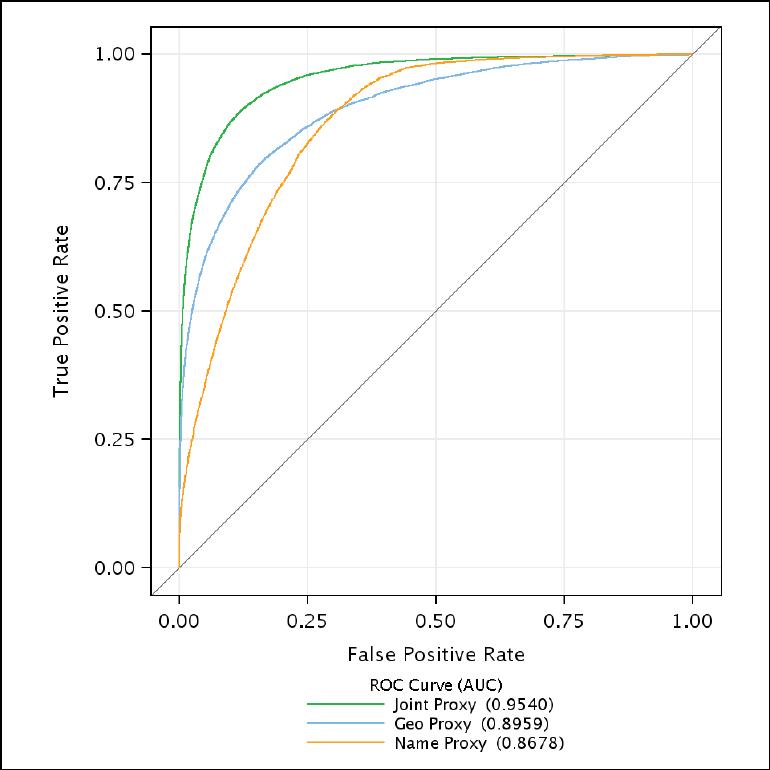 1.00
0.75
0.50
0.25
0.00
True Positive Rate
0.00 0.25 0.50 0.75 1.00
False Positive Rate
ROC Curve (AUC)
Joint Proxy (0.9540)
Geo Proxy (0.8959)
Name Proxy (0.8678)